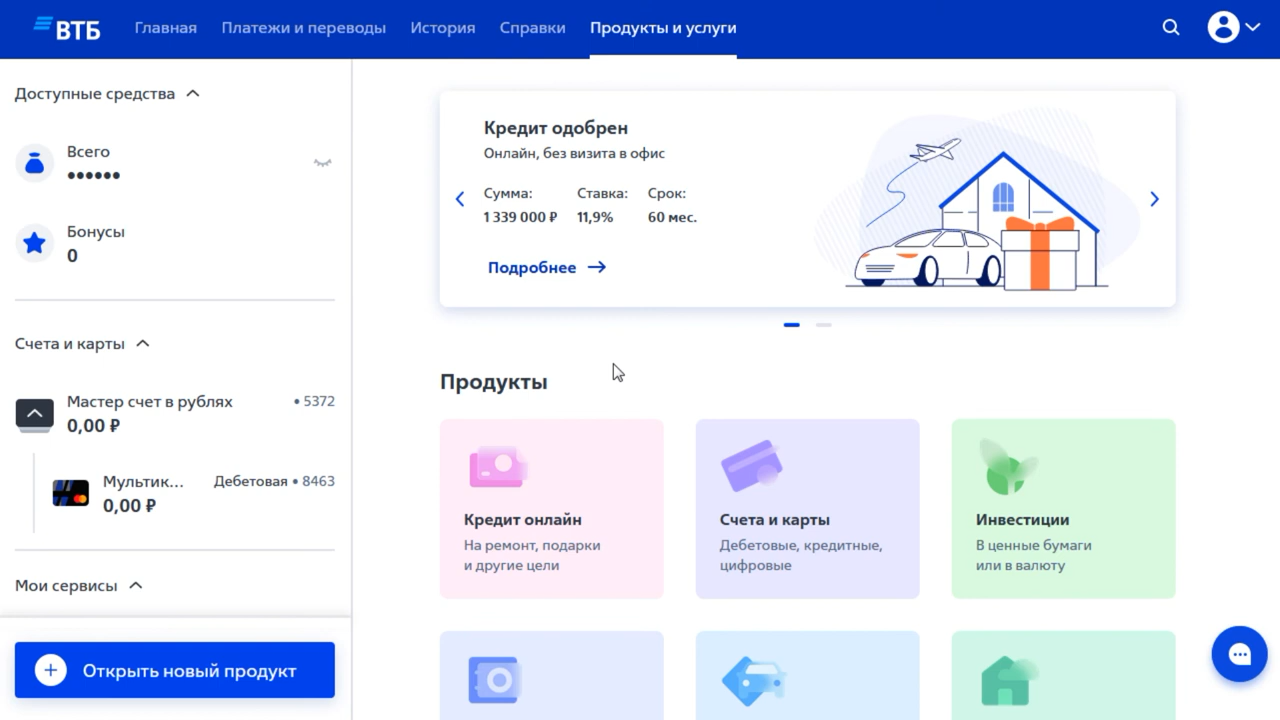 ВТБ
Главная
Платежи и переводы
История
Справки
Продукты и услуги
Доступные средства
Всего
••••••
Бонусы
0
Счета и карты
Мастер счет в рублях • 5372
0,00 ₽
Мультик... Дебетовая • 8463
0,00 ₽
Мои сервисы
Открыть новый продукт
Кредит одобрен
Онлайн, без визита в офис
Сумма: Ставка: Срок:
1 339 000 ₽ 11,9% 60 мес.
Подробнее
Продукты
Кредит онлайн
На ремонт, подарки
и другие цели
Счета и карты
Дебетовые, кредитные,
цифровые
Инвестиции
В ценные бумаги
или в валюту